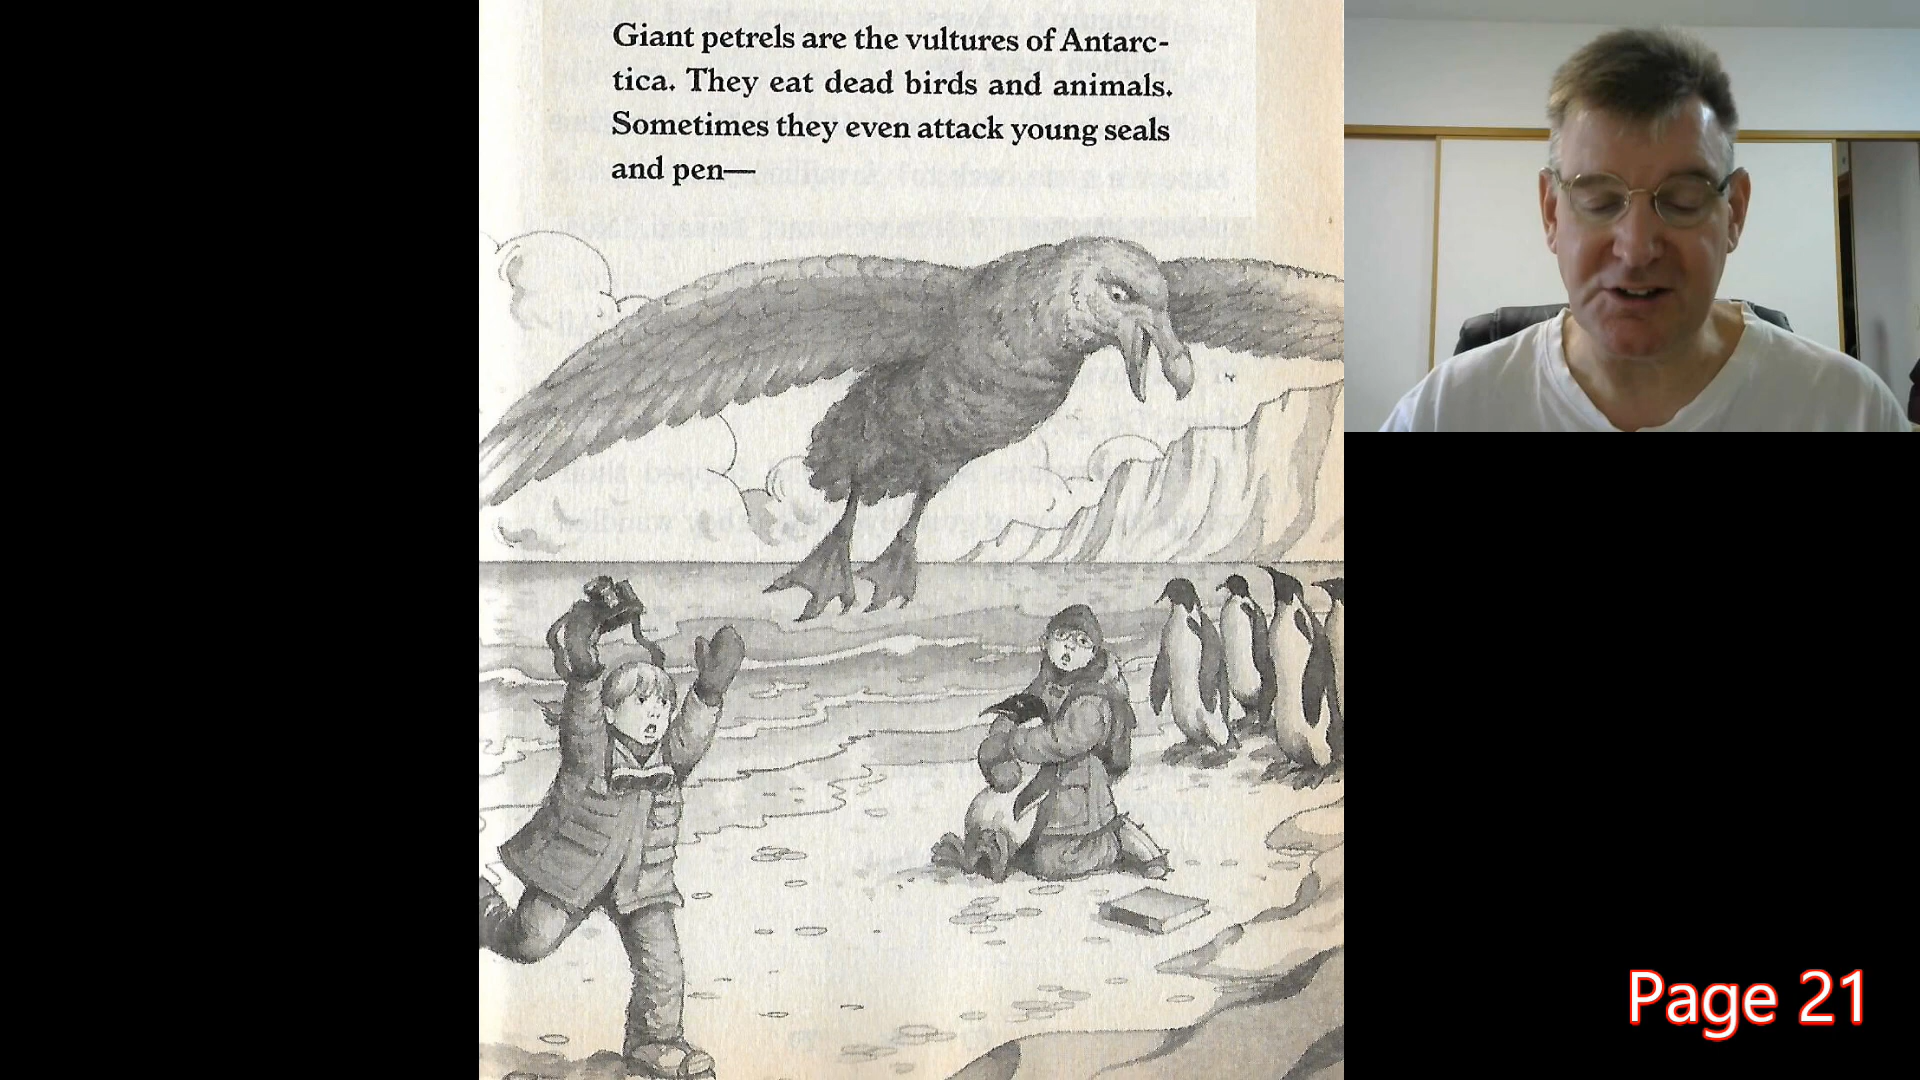 Giant petrels are the vultures of Antarc-
tica. They eat dead birds and animals.
Sometimes they even attack young seals
and pen—
Page 21